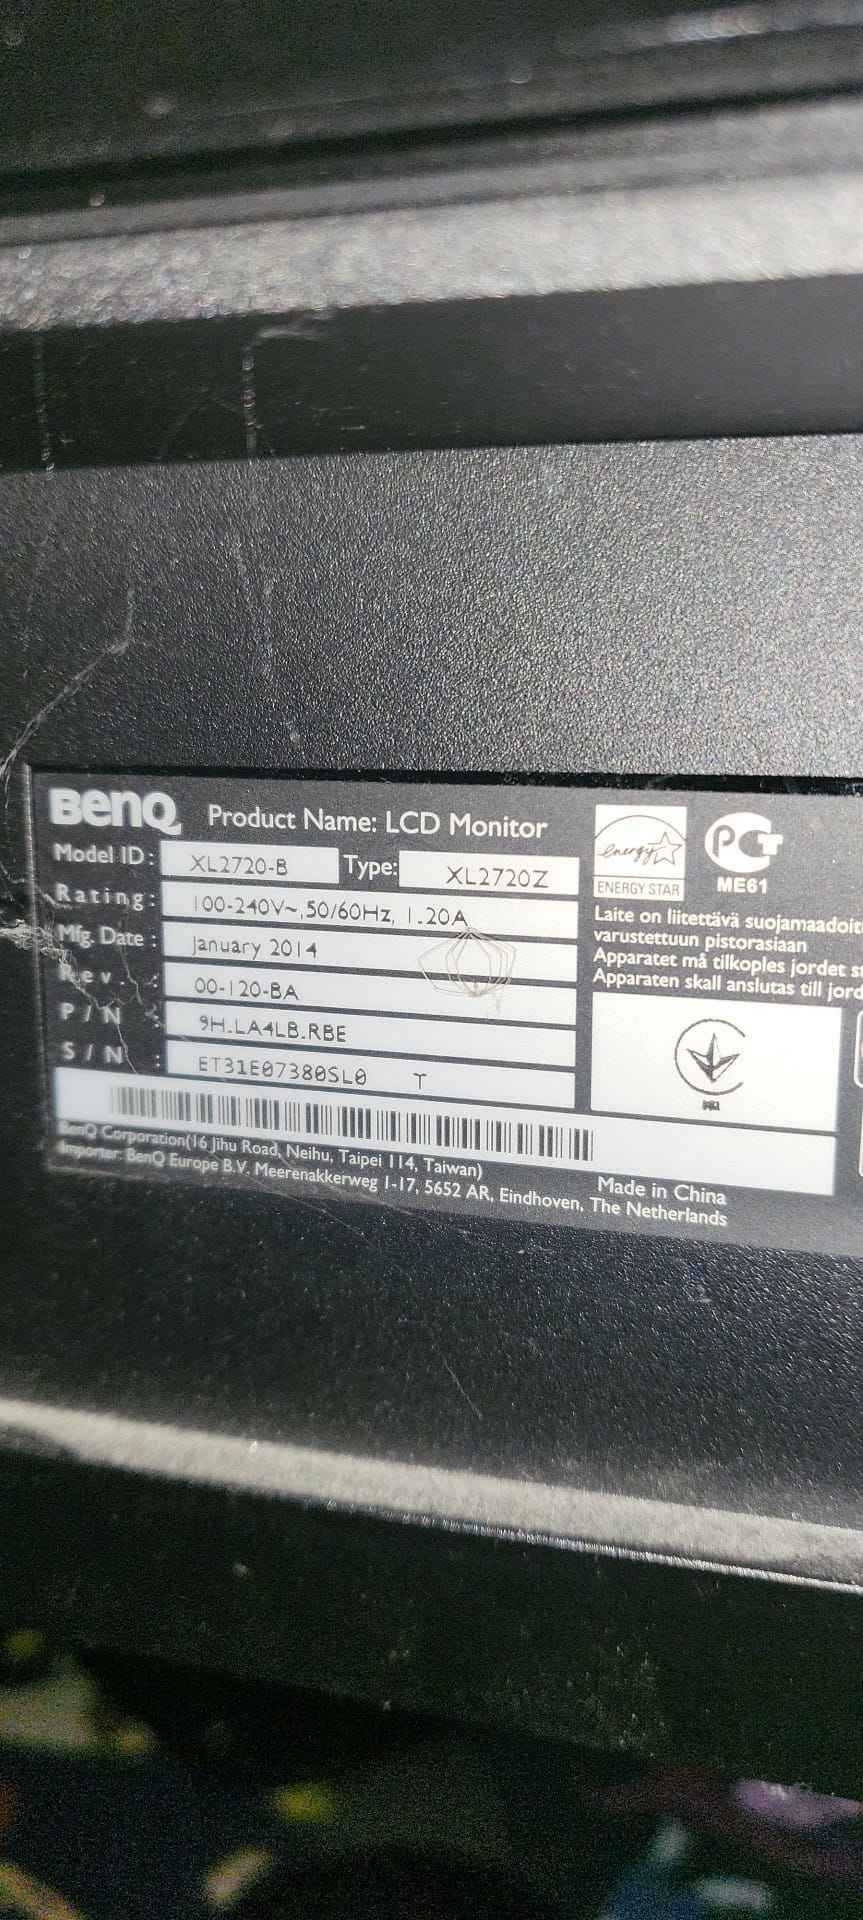 BenQ Product Name: LCD Monitor
Model ID: XL2720-B Type: XL2720Z
Rating: 100-240V~,50/60Hz, 1.20A
Mfg. Date: January 2014
Rev. : 00-120-BA
P/N : 9H.LA4LB.RBE
S/N : ET31E07380SL0 T
BenQ Corporation(16 Jihu Road, Neihu, Taipei 114, Taiwan)
Importer: BenQ Europe B.V. Meerenakkerweg 1-17, 5652 AR, Eindhoven, The Netherlands
Made in China
energy
ENERGY STAR
PCT
ME61
Laite on liitettävä suojamaadoit
varustettuun pistorasiaan
Apparatet må tilkoples jordet s
Apparaten skall anslutas till jord